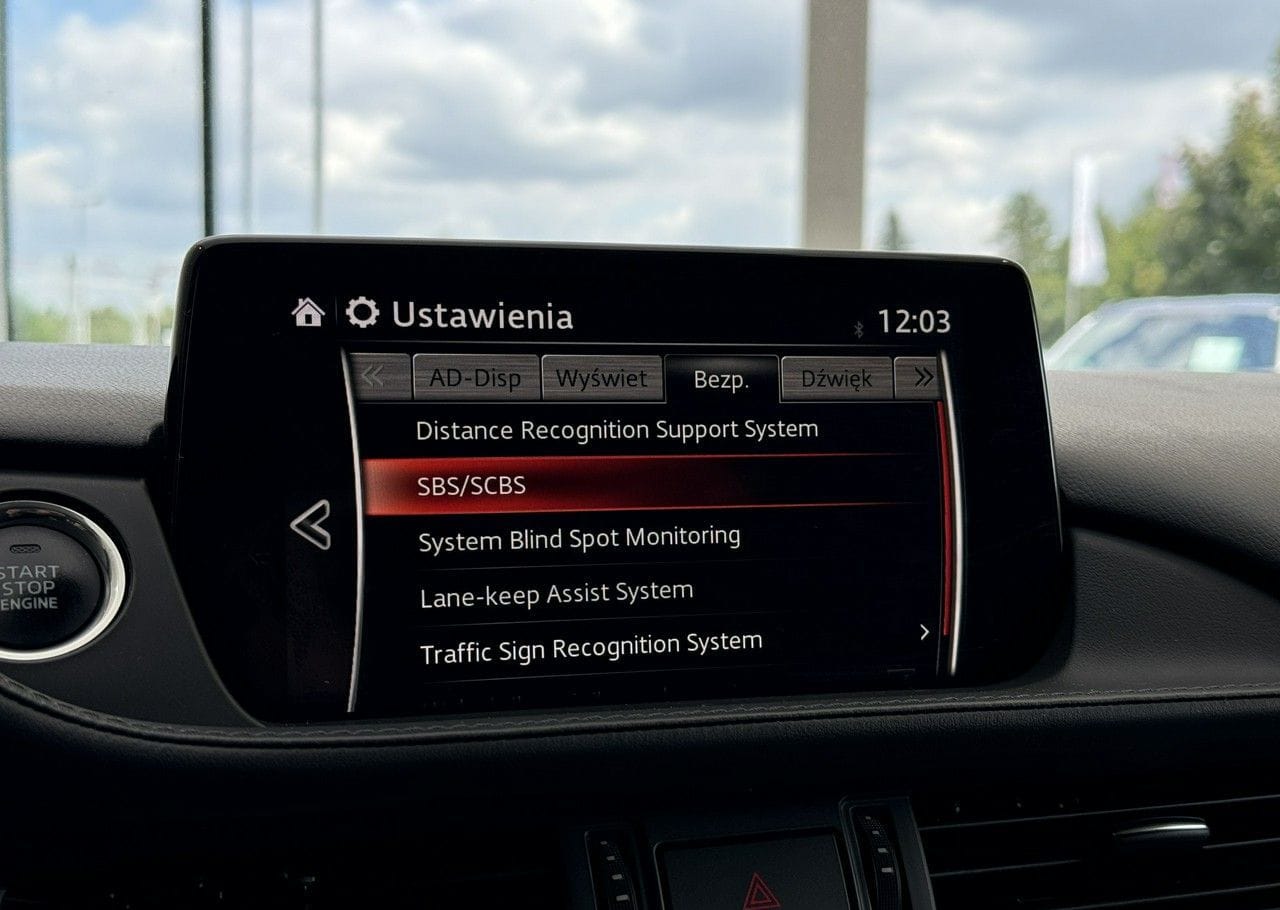 Ustawienia
12:03
AD-Disp
Wyświet
Bezp.
Dźwięk
Distance Recognition Support System
SBS/SCBS
System Blind Spot Monitoring
Lane-keep Assist System
Traffic Sign Recognition System
START
STOP
ENGINE